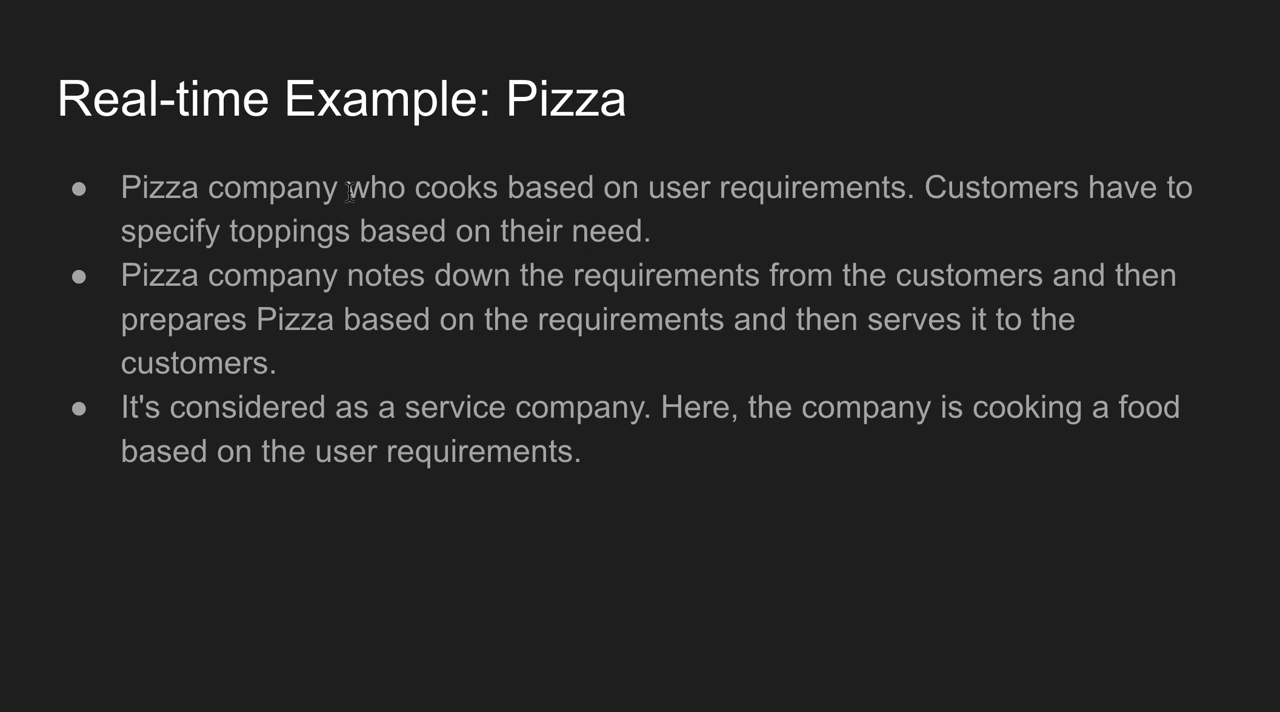 Real-time Example: Pizza
● Pizza company who cooks based on user requirements. Customers have to
specify toppings based on their need.
● Pizza company notes down the requirements from the customers and then
prepares Pizza based on the requirements and then serves it to the
customers.
● It's considered as a service company. Here, the company is cooking a food
based on the user requirements.